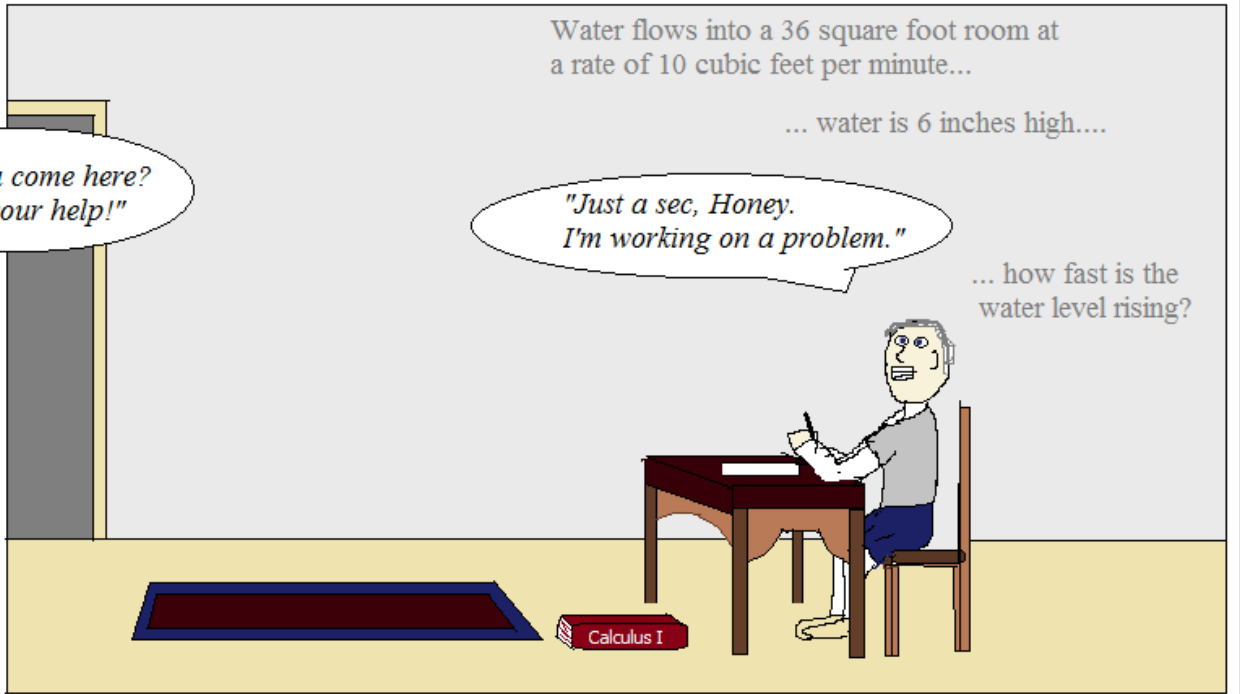 Water flows into a 36 square foot room at
a rate of 10 cubic feet per minute...
... water is 6 inches high....
come here?
our help!"
"Just a sec, Honey.
I'm working on a problem."
... how fast is the
water level rising?
Calculus I